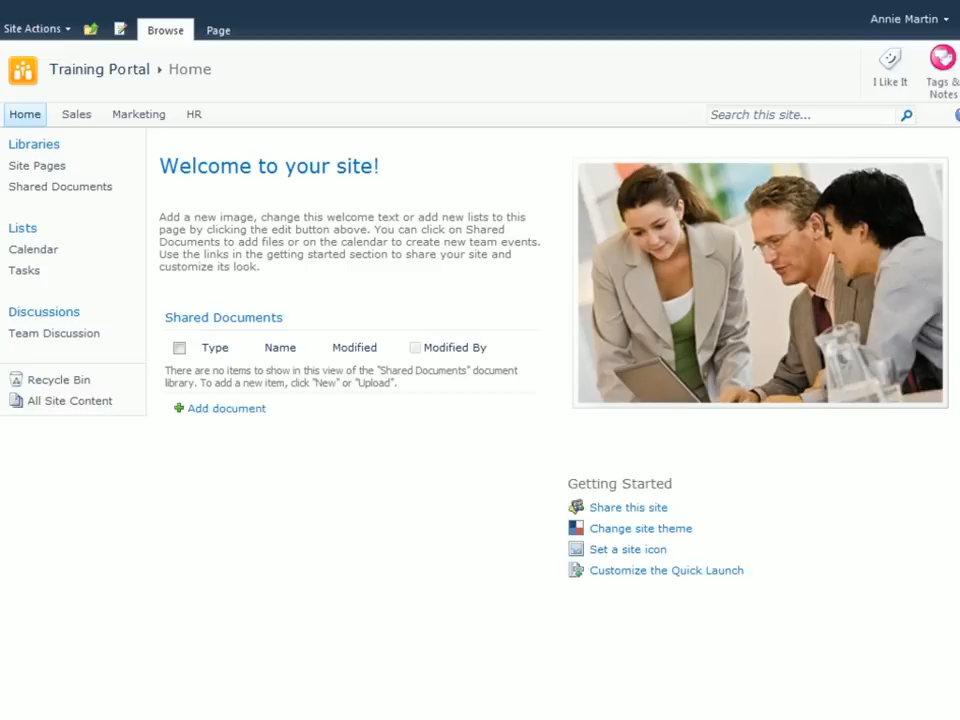 Site Actions
Browse
Page
Annie Martin
Training Portal
Home
I Like It
Tags &
Notes
Home
Sales
Marketing
HR
Search this site...
Libraries
Site Pages
Shared Documents
Lists
Calendar
Tasks
Discussions
Team Discussion
Recycle Bin
All Site Content
Welcome to your site!
Add a new image, change this welcome text or add new lists to this
page by clicking the edit button above. You can click on Shared
Documents to add files or on the calendar to create new team events.
Use the links in the getting started section to share your site and
customize its look.
Shared Documents
Type Name Modified Modified By
There are no items to show in this view of the "Shared Documents" document
library. To add a new item, click "New" or "Upload".
Add document
Getting Started
Share this site
Change site theme
Set a site icon
Customize the Quick Launch